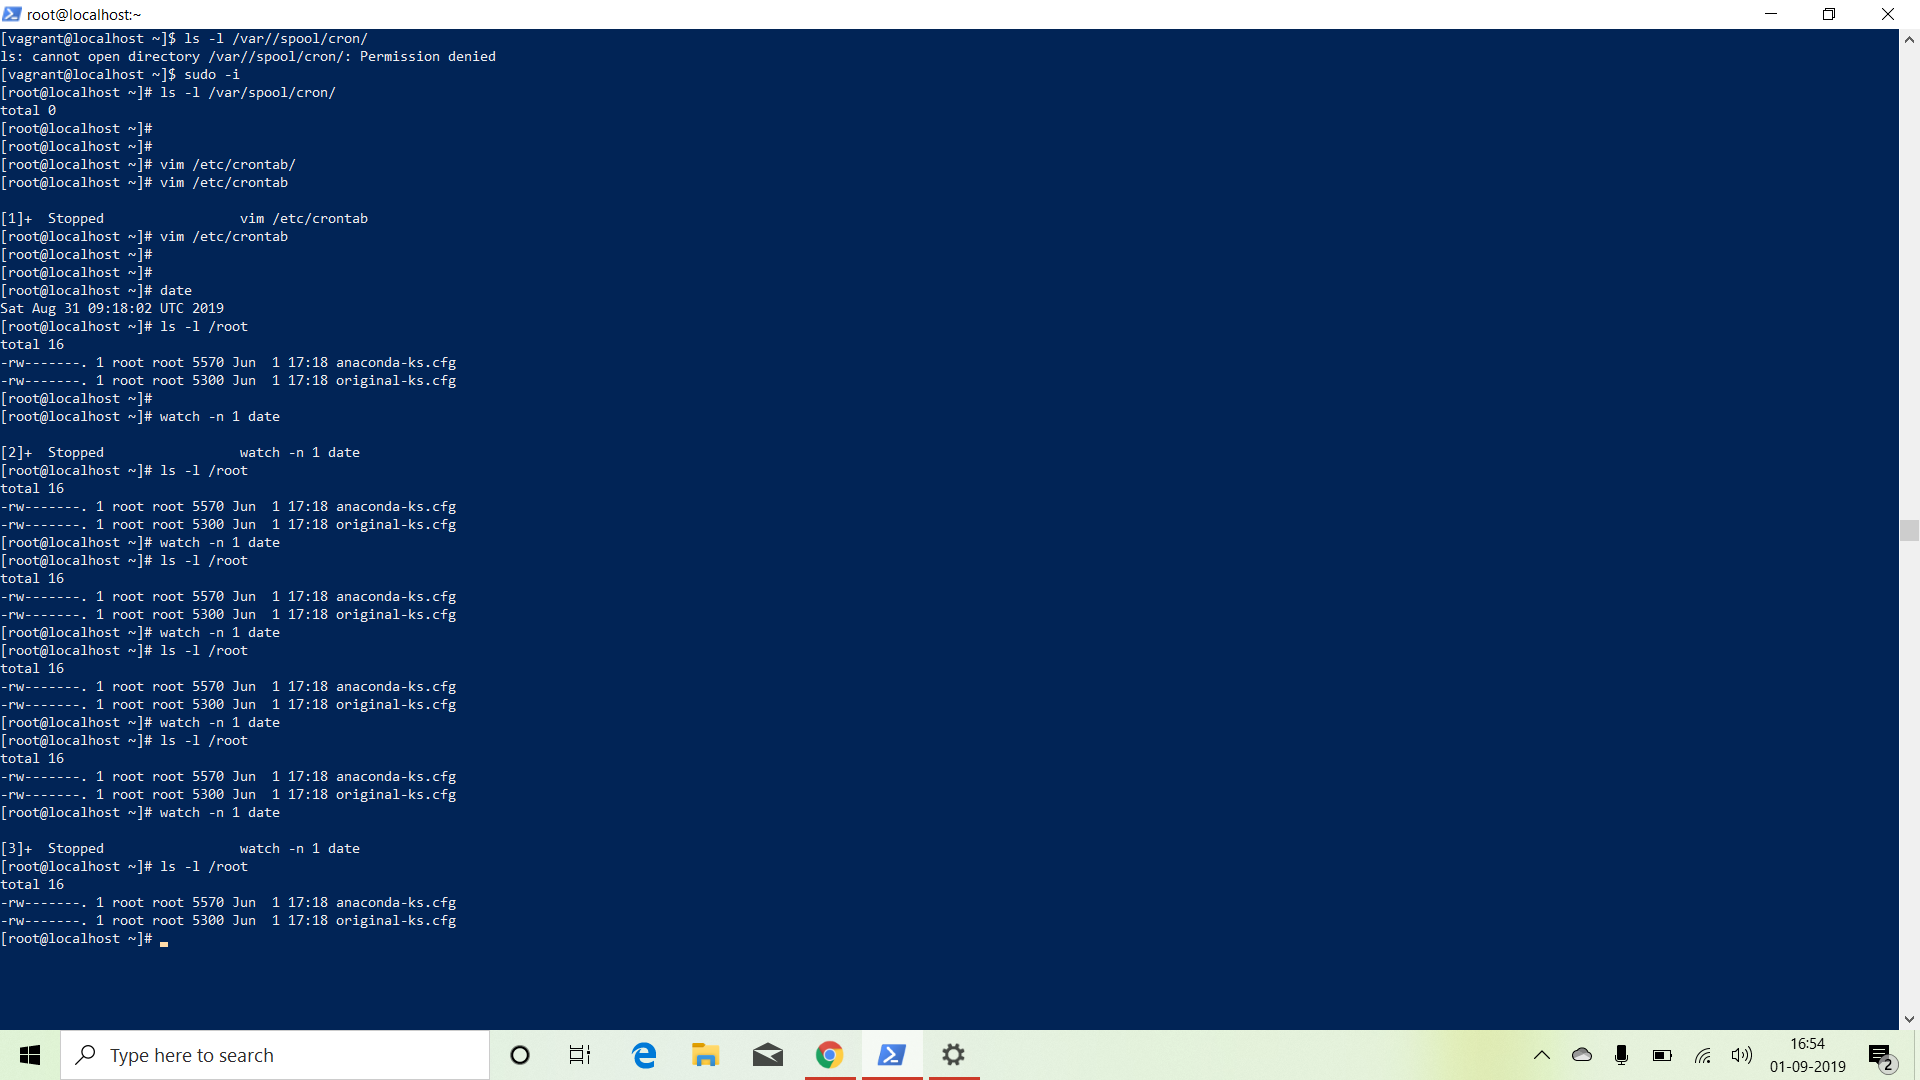 root@localhost:~
[vagrant@localhost ~]$ ls -l /var//spool/cron/
ls: cannot open directory /var//spool/cron/: Permission denied
[vagrant@localhost ~]$ sudo -i
[root@localhost ~]# ls -l /var/spool/cron/
total 0
[root@localhost ~]#
[root@localhost ~]#
[root@localhost ~]# vim /etc/crontab/
[root@localhost ~]# vim /etc/crontab
[1]+  Stopped                 vim /etc/crontab
[root@localhost ~]# vim /etc/crontab
[root@localhost ~]#
[root@localhost ~]#
[root@localhost ~]# date
Sat Aug 31 09:18:02 UTC 2019
[root@localhost ~]# ls -l /root
total 16
-rw-------. 1 root root 5570 Jun  1 17:18 anaconda-ks.cfg
-rw-------. 1 root root 5300 Jun  1 17:18 original-ks.cfg
[root@localhost ~]#
[root@localhost ~]# watch -n 1 date
[2]+  Stopped                 watch -n 1 date
[root@localhost ~]# ls -l /root
total 16
-rw-------. 1 root root 5570 Jun  1 17:18 anaconda-ks.cfg
-rw-------. 1 root root 5300 Jun  1 17:18 original-ks.cfg
[root@localhost ~]# watch -n 1 date
[root@localhost ~]# ls -l /root
total 16
-rw-------. 1 root root 5570 Jun  1 17:18 anaconda-ks.cfg
-rw-------. 1 root root 5300 Jun  1 17:18 original-ks.cfg
[root@localhost ~]# watch -n 1 date
[root@localhost ~]# ls -l /root
total 16
-rw-------. 1 root root 5570 Jun  1 17:18 anaconda-ks.cfg
-rw-------. 1 root root 5300 Jun  1 17:18 original-ks.cfg
[root@localhost ~]# watch -n 1 date
[root@localhost ~]# ls -l /root
total 16
-rw-------. 1 root root 5570 Jun  1 17:18 anaconda-ks.cfg
-rw-------. 1 root root 5300 Jun  1 17:18 original-ks.cfg
[root@localhost ~]# watch -n 1 date
[3]+  Stopped                 watch -n 1 date
[root@localhost ~]# ls -l /root
total 16
-rw-------. 1 root root 5570 Jun  1 17:18 anaconda-ks.cfg
-rw-------. 1 root root 5300 Jun  1 17:18 original-ks.cfg
[root@localhost ~]#
Type here to search
16:54
01-09-2019
2